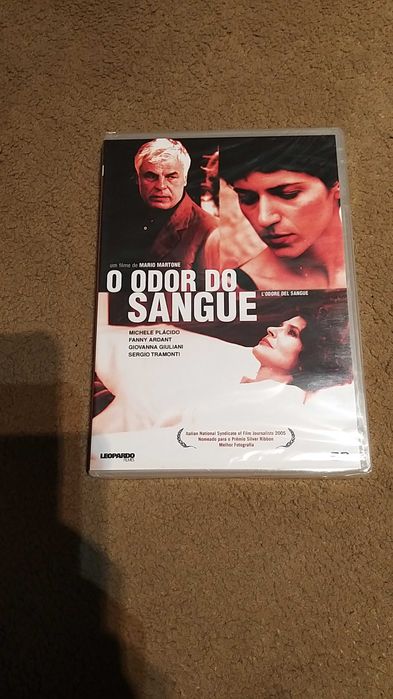 um filme de MARIO MARTONE
O ODOR DO
SANGUE
L'ODORE DEL SANGUE
MICHELE PLÁCIDO
FANNY ARDANT
GIOVANNA GIULIANI
SERGIO TRAMONTI
Italian National Syndicate of Film Journalists 2005
Nomeado para o Prémio Silver Ribbon
Melhor Fotografia
LEOPARDO
FILMES